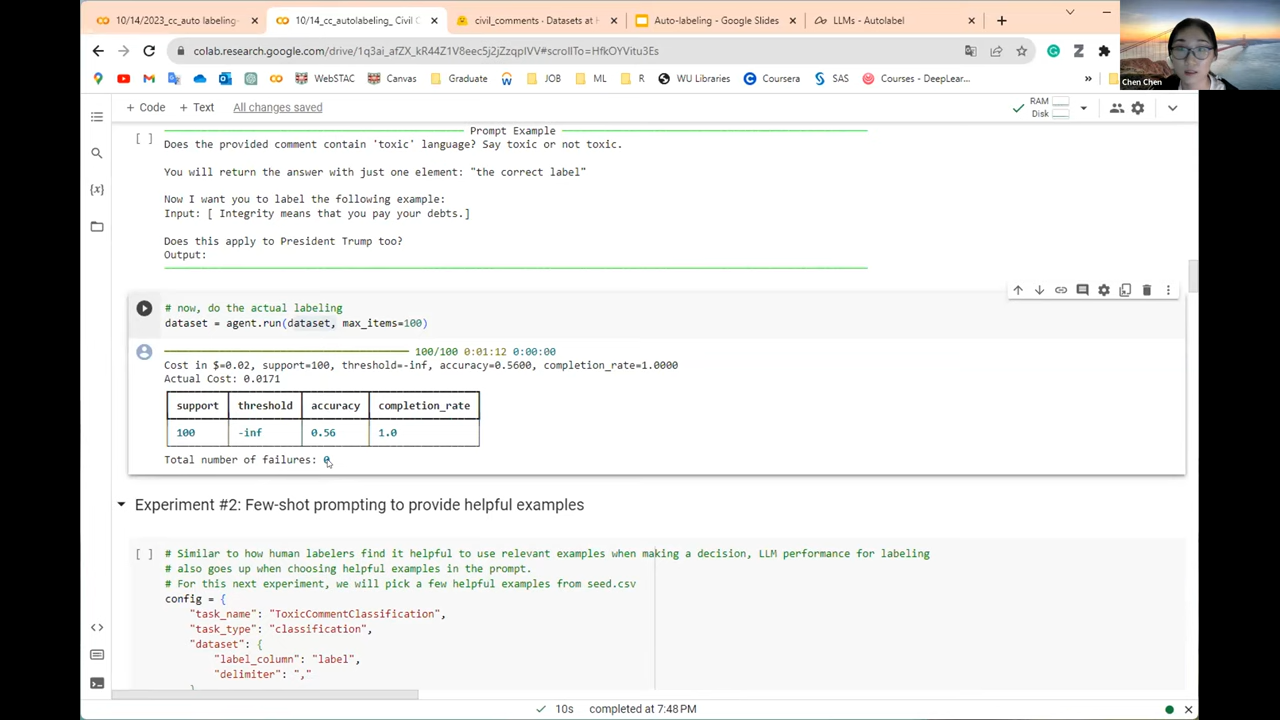 10/14/2023_cc_auto labeling
10/14_cc_autolabeling_ Civil C
civil_comments · Datasets at H
Auto-labeling - Google Slides
LLMs - Autolabel
colab.research.google.com/drive/1q3ai_afZX_kR44Z1V8eec5j2jZzqpIVV#scrollTo=HfkOYVitu3Es
WebSTAC
Canvas
Graduate
JOB
ML
R
WU Libraries
Coursera
SAS
Courses - DeepLear...
»
Chen Chen
+ Code
+ Text
All changes saved
RAM
Disk
Prompt Example
[ ]
Does the provided comment contain 'toxic' language? Say toxic or not toxic.
You will return the answer with just one element: "the correct label"
Now I want you to label the following example:
Input: [ Integrity means that you pay your debts.]
Does this apply to President Trump too?
Output:
# now, do the actual labeling
dataset = agent.run(dataset, max_items=100)
100/100 0:01:12 0:00:00
Cost in $=0.02, support=100, threshold=-inf, accuracy=0.5600, completion_rate=1.0000
Actual Cost: 0.0171
support threshold accuracy completion_rate
100 -inf 0.56 1.0
Total number of failures: 0
Experiment #2: Few-shot prompting to provide helpful examples
[ ]
# Similar to how human labelers find it helpful to use relevant examples when making a decision, LLM performance for labeling
# also goes up when choosing helpful examples in the prompt.
# For this next experiment, we will pick a few helpful examples from seed.csv
config = {
"task_name": "ToxicCommentClassification",
"task_type": "classification",
"dataset": {
"label_column": "label",
"delimiter": ","
}
10s completed at 7:48 PM